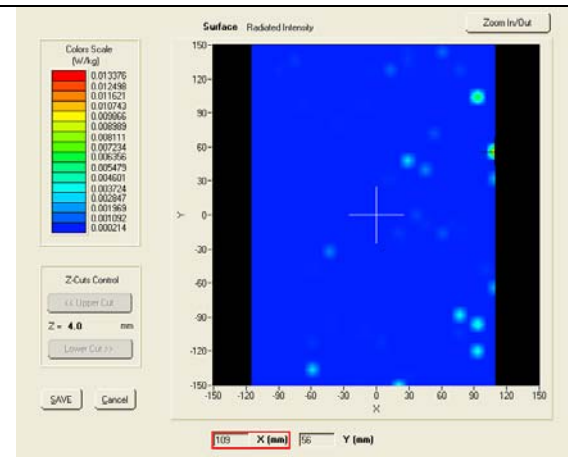 Surface Radiated Intensity
Zoom In/Out
Colors Scale
(W/kg)
0.013376
0.012498
0.011621
0.010743
0.009866
0.008989
0.008111
0.007234
0.006356
0.005479
0.004601
0.003724
0.002847
0.001969
0.001092
0.000214
Z-Cuts Control
<< Upper Cut
Z = 4.0 mm
Lower Cut >>
SAVE Cancel
150
120
90
60
30
0
-30
-60
-90
-120
-150
Y
-150 -120 -90 -60 -30 0 30 60 90 120 150
X
109 X (mm) 56 Y (mm)